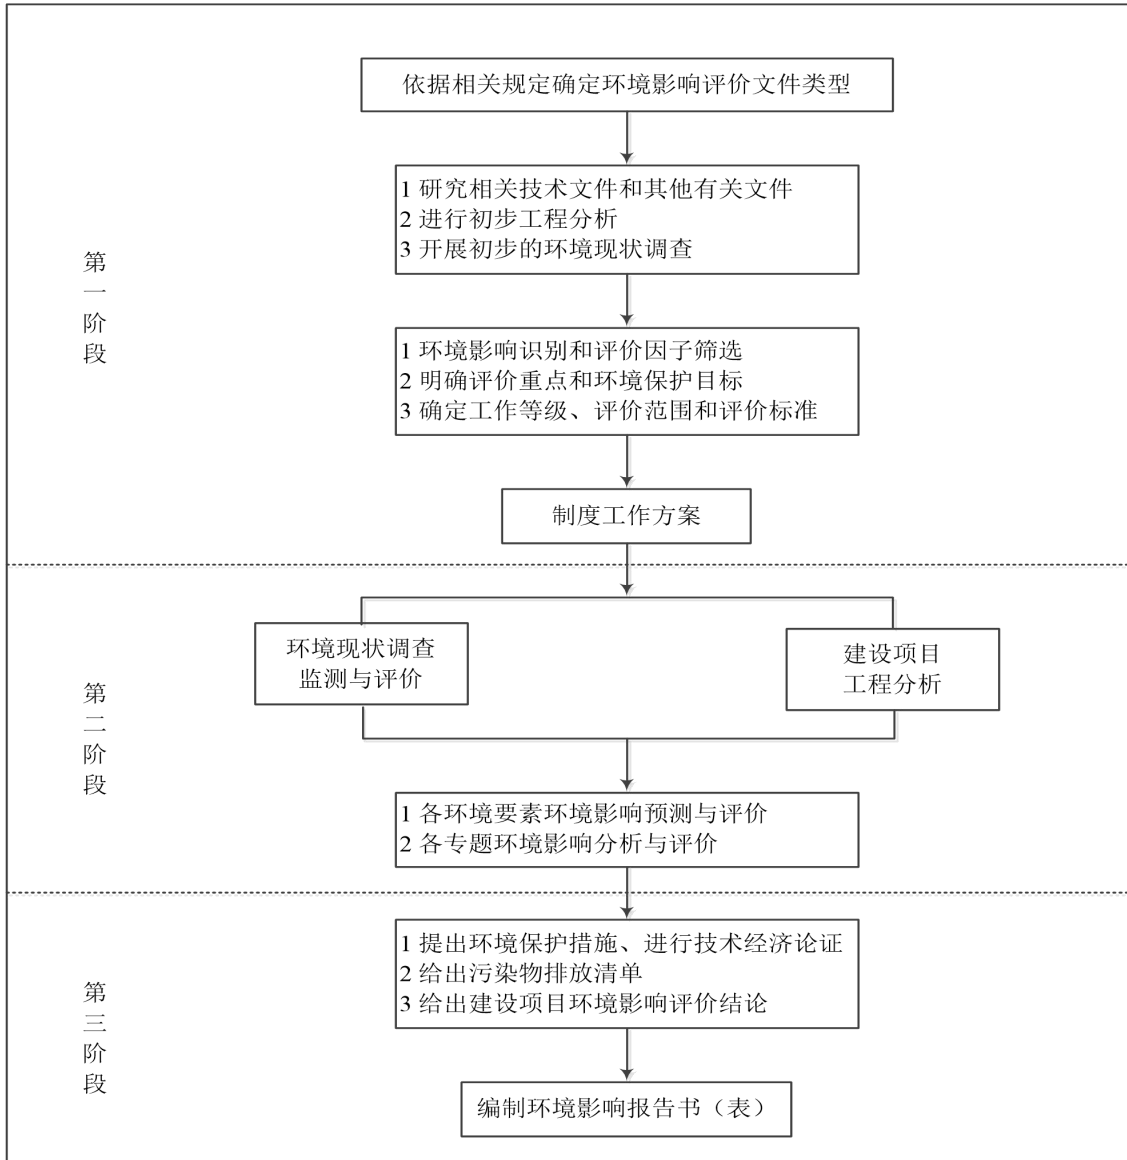 依据相关规定确定环境影响评价文件类型
1 研究相关技术文件和其他有关文件
2 进行初步工程分析
3 开展初步的环境现状调查
第一阶段
1 环境影响识别和评价因子筛选
2 明确评价重点和环境保护目标
3 确定工作等级、评价范围和评价标准
制度工作方案
环境现状调查
监测与评价
建设项目
工程分析
第二阶段
1 各环境要素环境影响预测与评价
2 各专题环境影响分析与评价
1 提出环境保护措施、进行技术经济论证
2 给出污染物排放清单
3 给出建设项目环境影响评价结论
第三阶段
编制环境影响报告书（表）